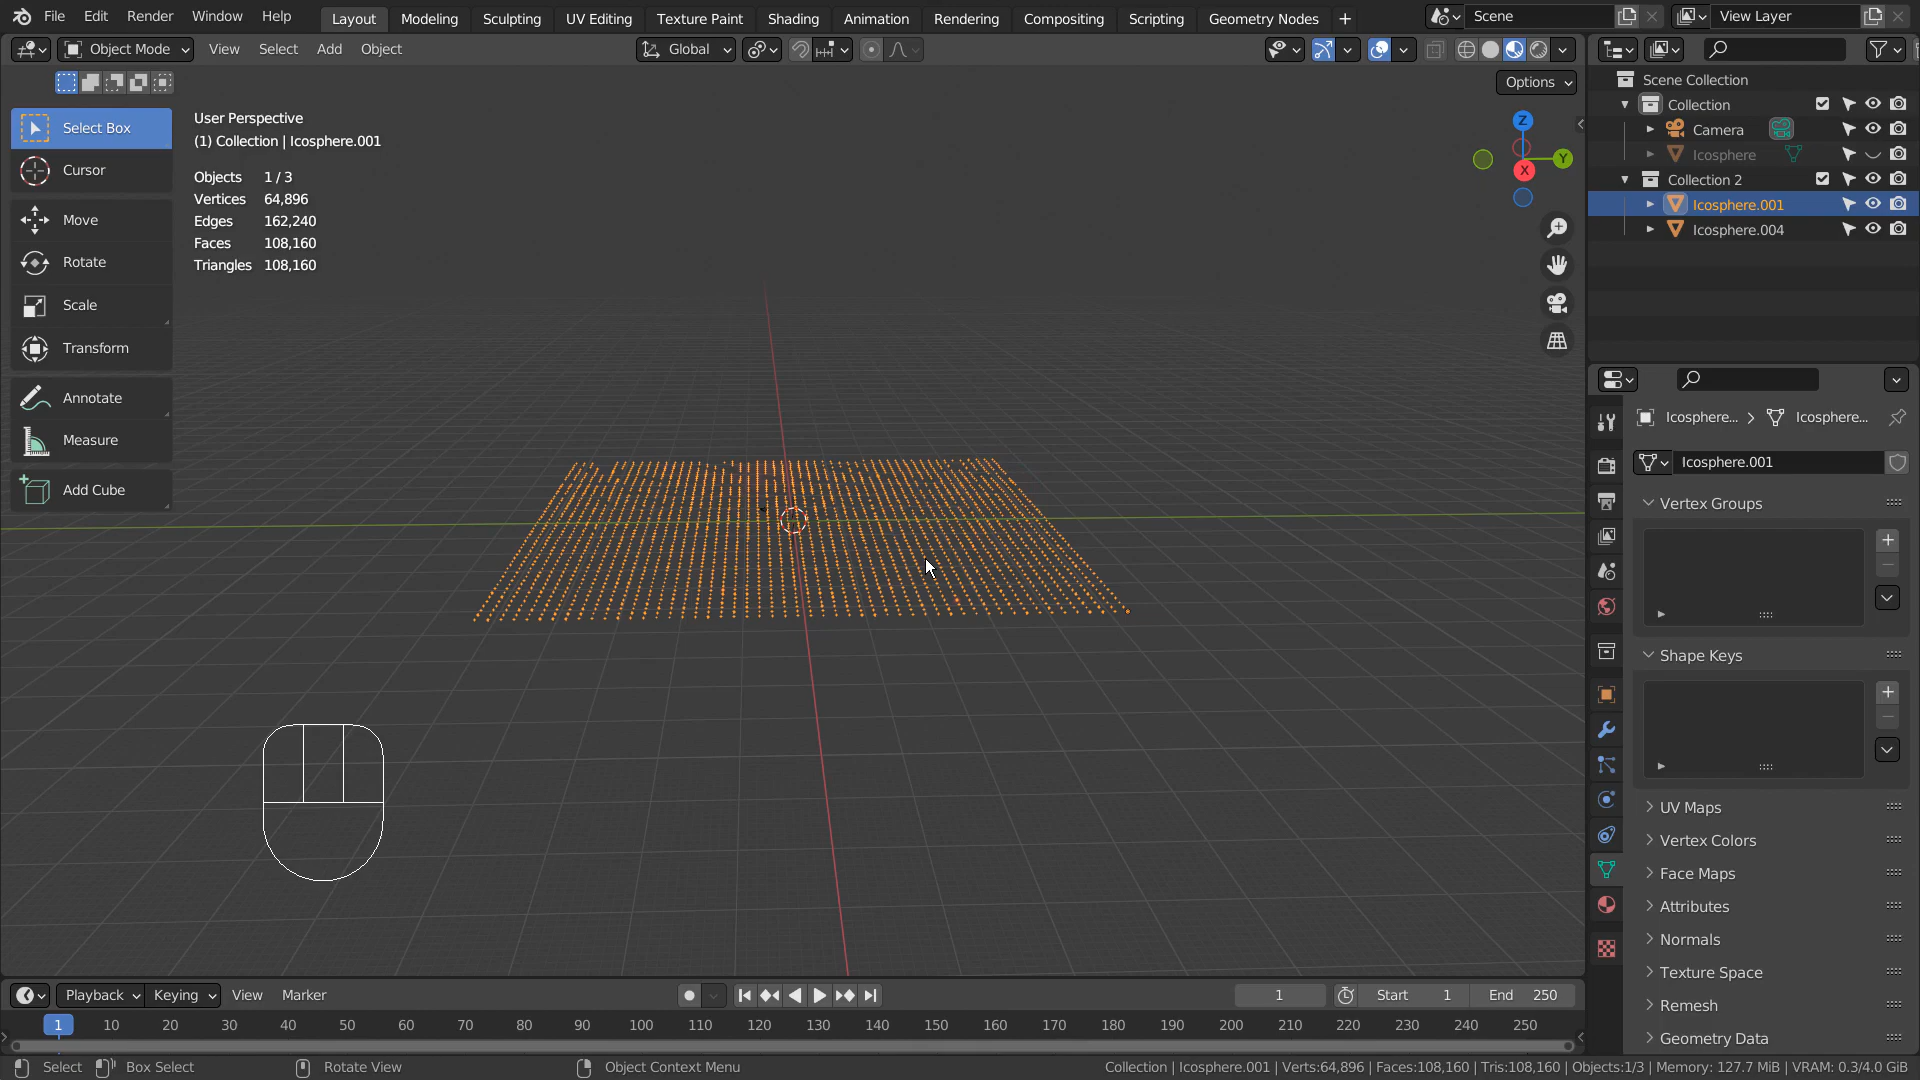 File Edit Render Window Help Layout Modeling Sculpting UV Editing Texture Paint Shading Animation Rendering Compositing Scripting Geometry Nodes + Scene View Layer
Object Mode View Select Add Object Global
Options
Select Box
Cursor
Move
Rotate
Scale
Transform
Annotate
Measure
Add Cube
User Perspective
(1) Collection | Icosphere.001
Objects 1 / 3
Vertices 64,896
Edges 162,240
Faces 108,160
Triangles 108,160
Z
Y
X
Scene Collection
Collection
Camera
Icosphere
Collection 2
Icosphere.001
Icosphere.004
Icosphere... > Icosphere...
Icosphere.001
Vertex Groups
Shape Keys
UV Maps
Vertex Colors
Face Maps
Attributes
Normals
Texture Space
Remesh
Geometry Data
Playback Keying View Marker 1 Start 1 End 250
1 10 20 30 40 50 60 70 80 90 100 110 120 130 140 150 160 170 180 190 200 210 220 230 240 250
Select Box Select Rotate View Object Context Menu Collection | Icosphere.001 | Verts:64,896 | Faces:108,160 | Tris:108,160 | Objects:1/3 | Memory: 127.7 MiB | VRAM: 0.3/4.0 GiB